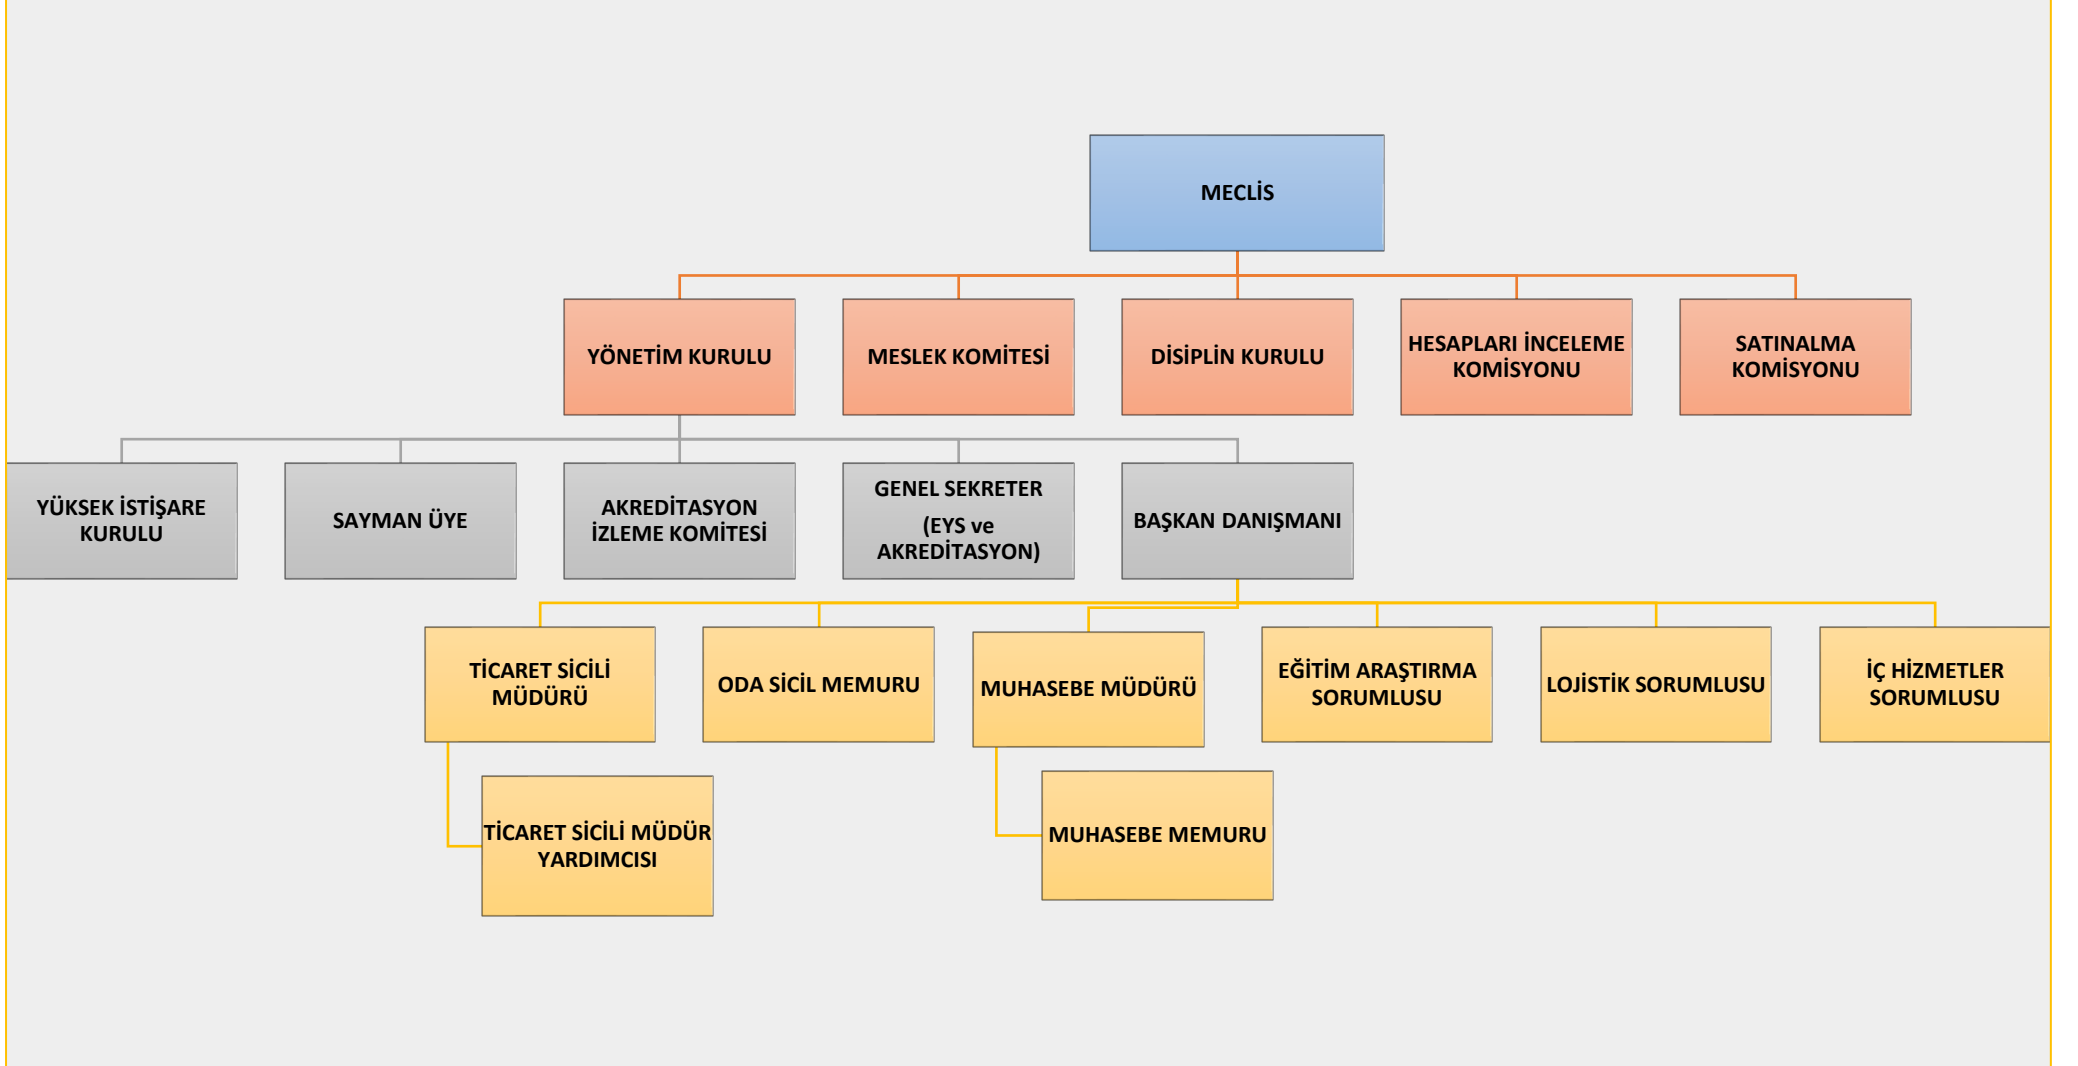 MECLİS
YÖNETİM KURULU
MESLEK KOMİTESİ
DİSİPLİN KURULU
HESAPLARI İNCELEME
KOMİSYONU
SATINALMA
KOMİSYONU
YÜKSEK İSTİŞARE
KURULU
SAYMAN ÜYE
AKREDİTASYON
İZLEME KOMİTESİ
GENEL SEKRETER
(EYS ve
AKREDİTASYON)
BAŞKAN DANIŞMANI
TİCARET SİCİLİ
MÜDÜRÜ
ODA SİCİL MEMURU
MUHASEBE MÜDÜRÜ
EĞİTİM ARAŞTIRMA
SORUMLUSU
LOJİSTİK SORUMLUSU
İÇ HİZMETLER
SORUMLUSU
TİCARET SİCİLİ MÜDÜR
YARDIMCISI
MUHASEBE MEMURU